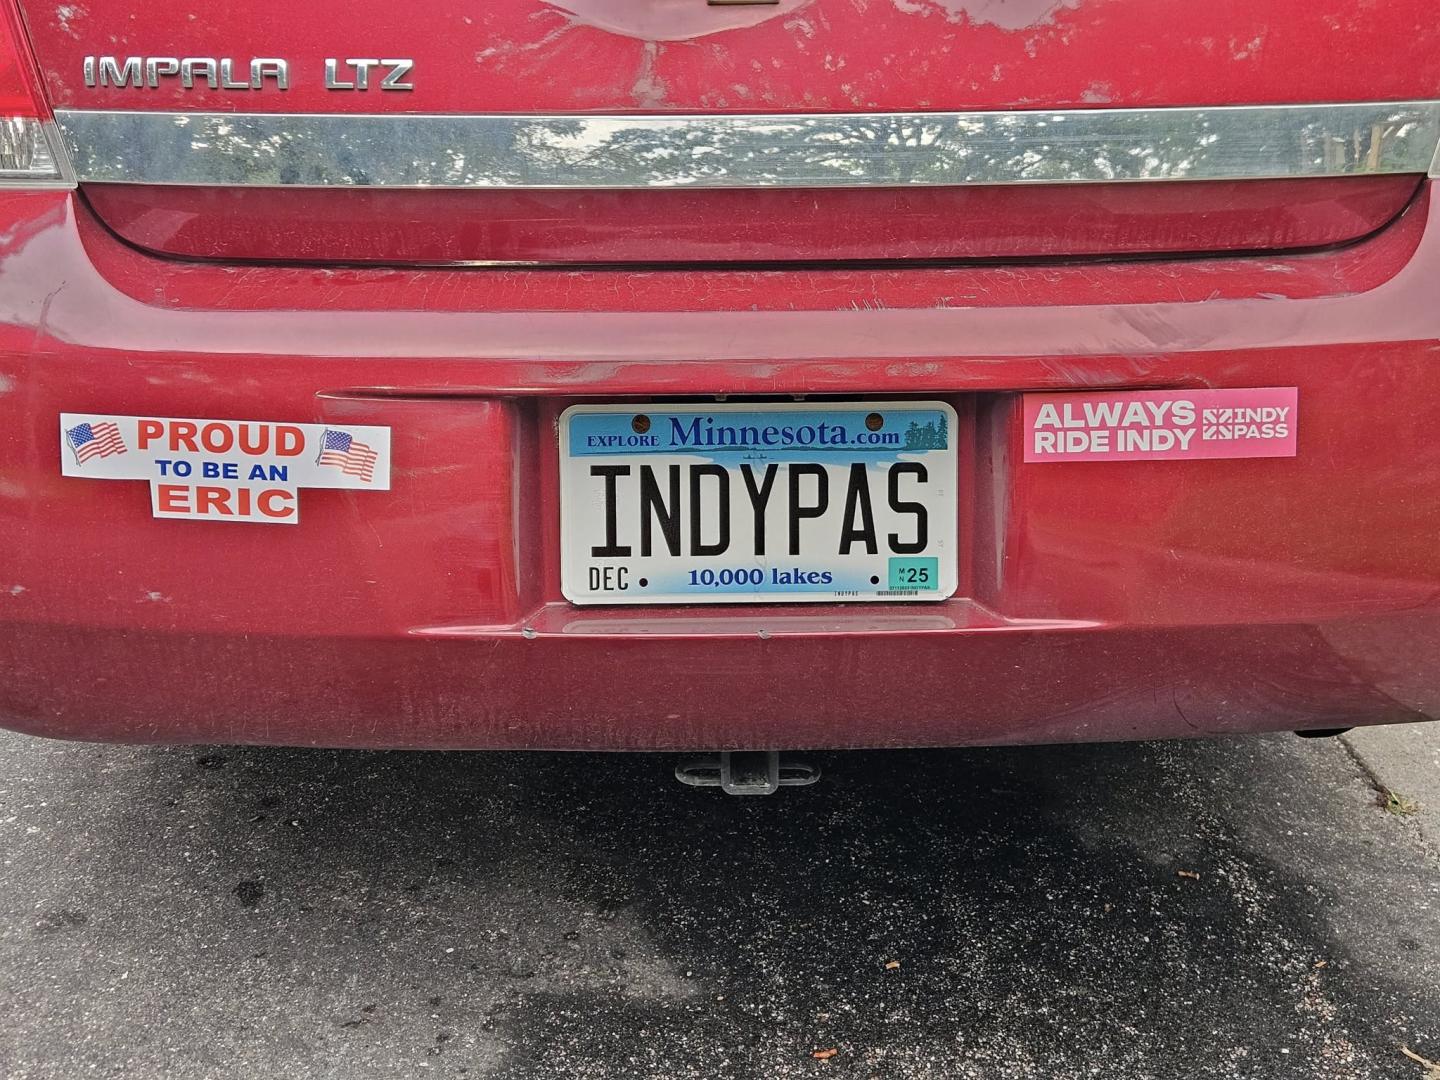 IMPALA LTZ
PROUD
TO BE AN
ERIC
EXPLORE Minnesota.com
INDYPAS
DEC 10,000 lakes MN 25
INDYPAS
ALWAYS
RIDE INDY
INDY
PASS